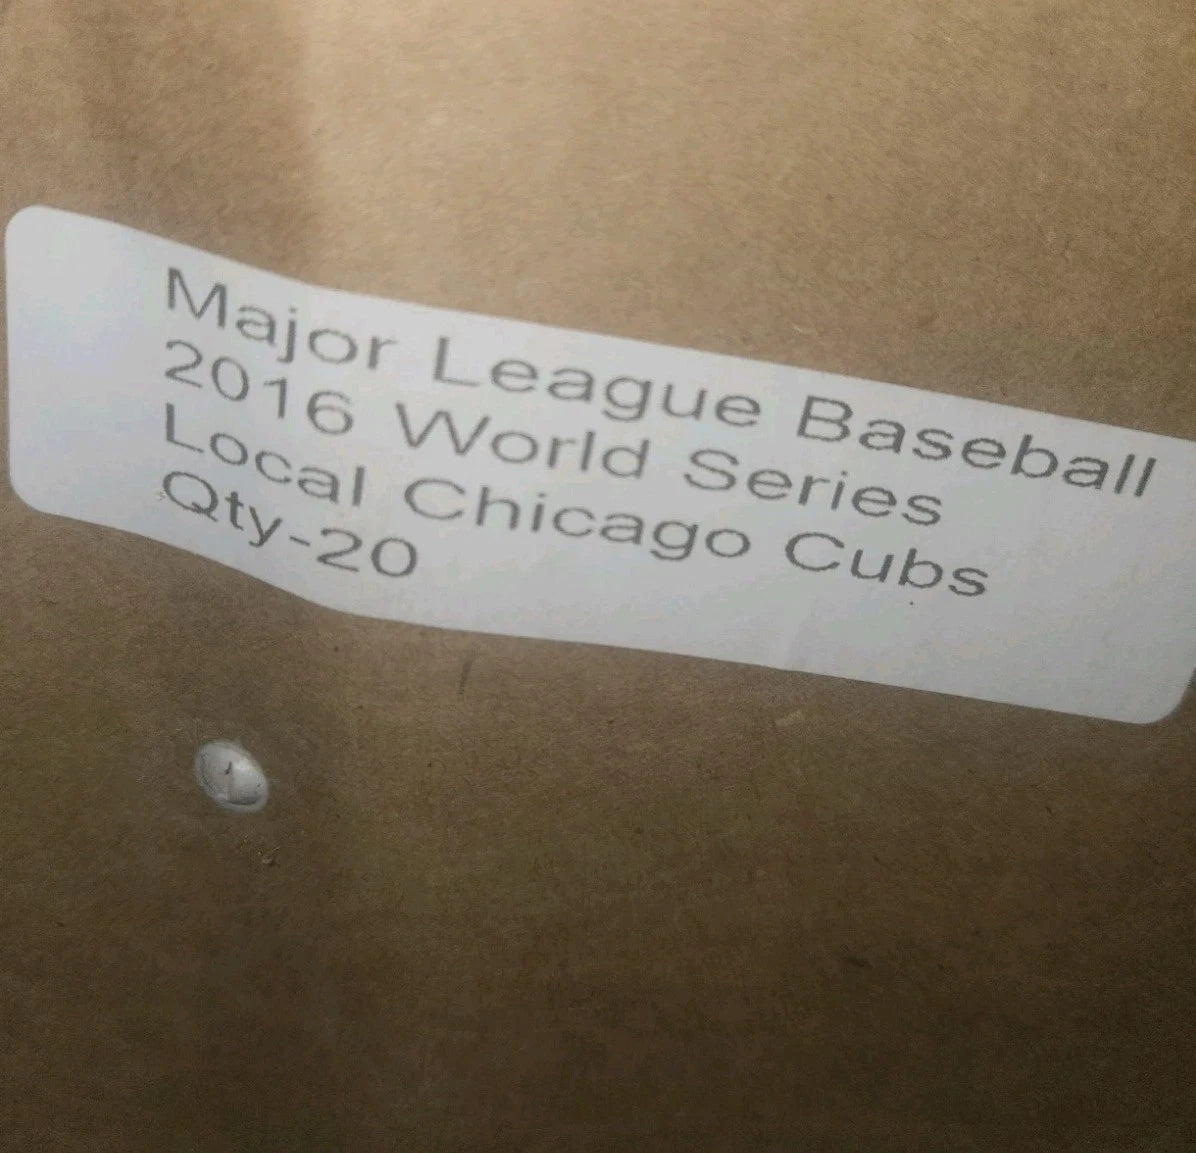 Major League Baseball
2016 World Series
Local Chicago Cubs
Qty-20